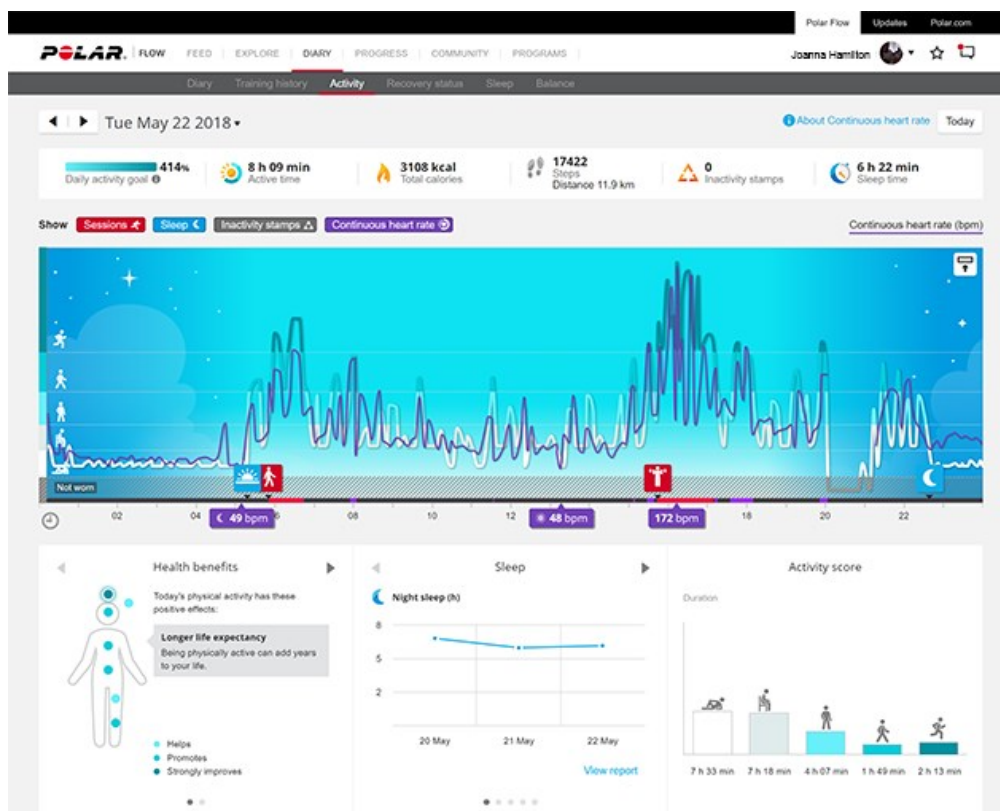 Polar Flow Updates Polar.com
POLAR. FLOW FEED EXPLORE DIARY PROGRESS COMMUNITY PROGRAMS Joanna Hamilton
Diary Training history Activity Recovery status Sleep Balance
Tue May 22 2018 About Continuous heart rate Today
414%
Daily activity goal
8 h 09 min
Active time
3108 kcal
Total calories
17422
Steps
Distance 11.9 km
0
Inactivity stamps
6 h 22 min
Sleep time
Show Sessions Sleep Inactivity stamps Continuous heart rate Continuous heart rate (bpm)
Not worn
02 04 06 08 10 12 16 18 20 22
49 bpm 48 bpm 172 bpm
Health benefits
Today's physical activity has these
positive effects:
Longer life expectancy
Being physically active can add years
to your life.
Helps
Promotes
Strongly improves
Sleep
Night sleep (h)
8
5
2
20 May 21 May 22 May
View report
Activity score
Duration
7 h 33 min 7 h 18 min 4 h 07 min 1 h 49 min 2 h 13 min